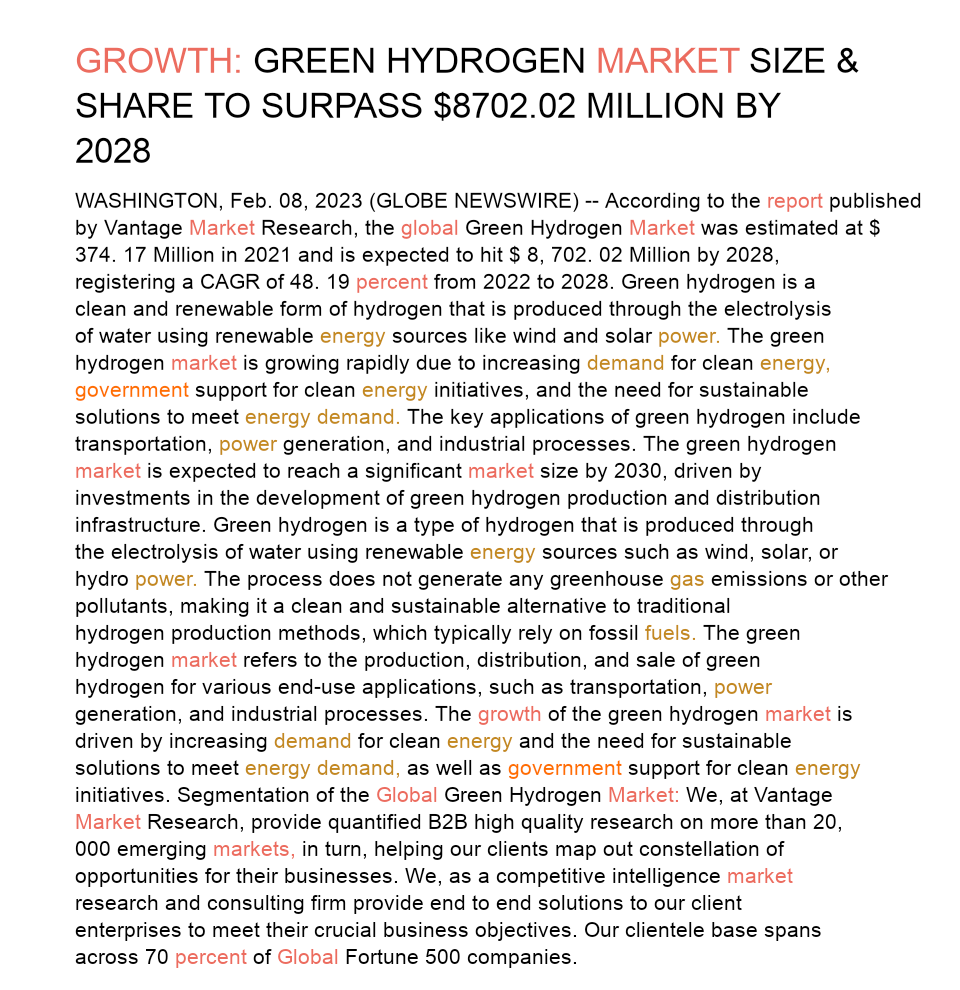 GROWTH: GREEN HYDROGEN MARKET SIZE &
SHARE TO SURPASS $8702.02 MILLION BY
2028
WASHINGTON, Feb. 08, 2023 (GLOBE NEWSWIRE) -- According to the report published
by Vantage Market Research, the global Green Hydrogen Market was estimated at $
374. 17 Million in 2021 and is expected to hit $ 8, 702. 02 Million by 2028,
registering a CAGR of 48. 19 percent from 2022 to 2028. Green hydrogen is a
clean and renewable form of hydrogen that is produced through the electrolysis
of water using renewable energy sources like wind and solar power. The green
hydrogen market is growing rapidly due to increasing demand for clean energy,
government support for clean energy initiatives, and the need for sustainable
solutions to meet energy demand. The key applications of green hydrogen include
transportation, power generation, and industrial processes. The green hydrogen
market is expected to reach a significant market size by 2030, driven by
investments in the development of green hydrogen production and distribution
infrastructure. Green hydrogen is a type of hydrogen that is produced through
the electrolysis of water using renewable energy sources such as wind, solar, or
hydro power. The process does not generate any greenhouse gas emissions or other
pollutants, making it a clean and sustainable alternative to traditional
hydrogen production methods, which typically rely on fossil fuels. The green
hydrogen market refers to the production, distribution, and sale of green
hydrogen for various end-use applications, such as transportation, power
generation, and industrial processes. The growth of the green hydrogen market is
driven by increasing demand for clean energy and the need for sustainable
solutions to meet energy demand, as well as government support for clean energy
initiatives. Segmentation of the Global Green Hydrogen Market: We, at Vantage
Market Research, provide quantified B2B high quality research on more than 20,
000 emerging markets, in turn, helping our clients map out constellation of
opportunities for their businesses. We, as a competitive intelligence market
research and consulting firm provide end to end solutions to our client
enterprises to meet their crucial business objectives. Our clientele base spans
across 70 percent of Global Fortune 500 companies.